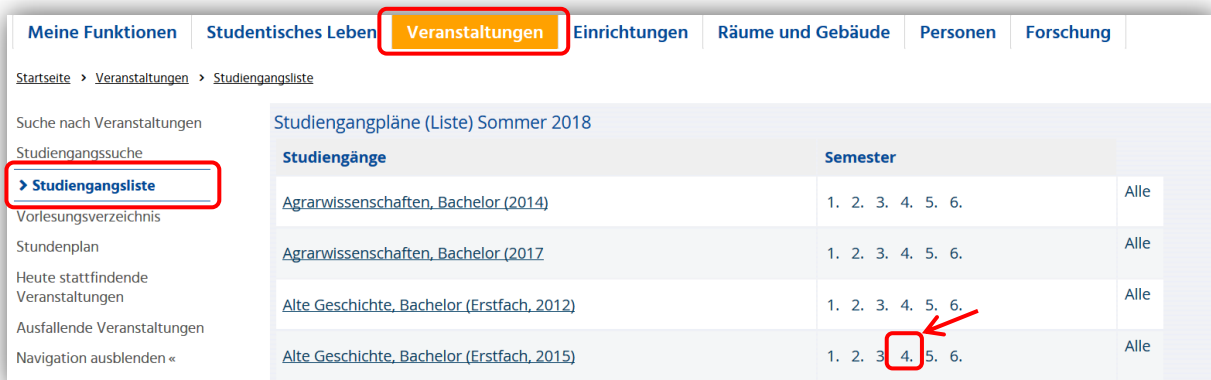 Meine Funktionen Studentisches Leben Veranstaltungen Einrichtungen Räume und Gebäude Personen Forschung
Startseite > Veranstaltungen > Studiengangsliste
Suche nach Veranstaltungen
Studiengangssuche
> Studiengangsliste
Vorlesungsverzeichnis
Stundenplan
Heute stattfindende
Veranstaltungen
Ausfallende Veranstaltungen
Navigation ausblenden «
Studiengangpläne (Liste) Sommer 2018
Studiengänge Semester
Agrarwissenschaften, Bachelor (2014) 1. 2. 3. 4. 5. 6. Alle
Agrarwissenschaften, Bachelor (2017 1. 2. 3. 4. 5. 6. Alle
Alte Geschichte, Bachelor (Erstfach, 2012) 1. 2. 3. 4. 5. 6. Alle
Alte Geschichte, Bachelor (Erstfach, 2015) 1. 2. 3 4. 5. 6. Alle